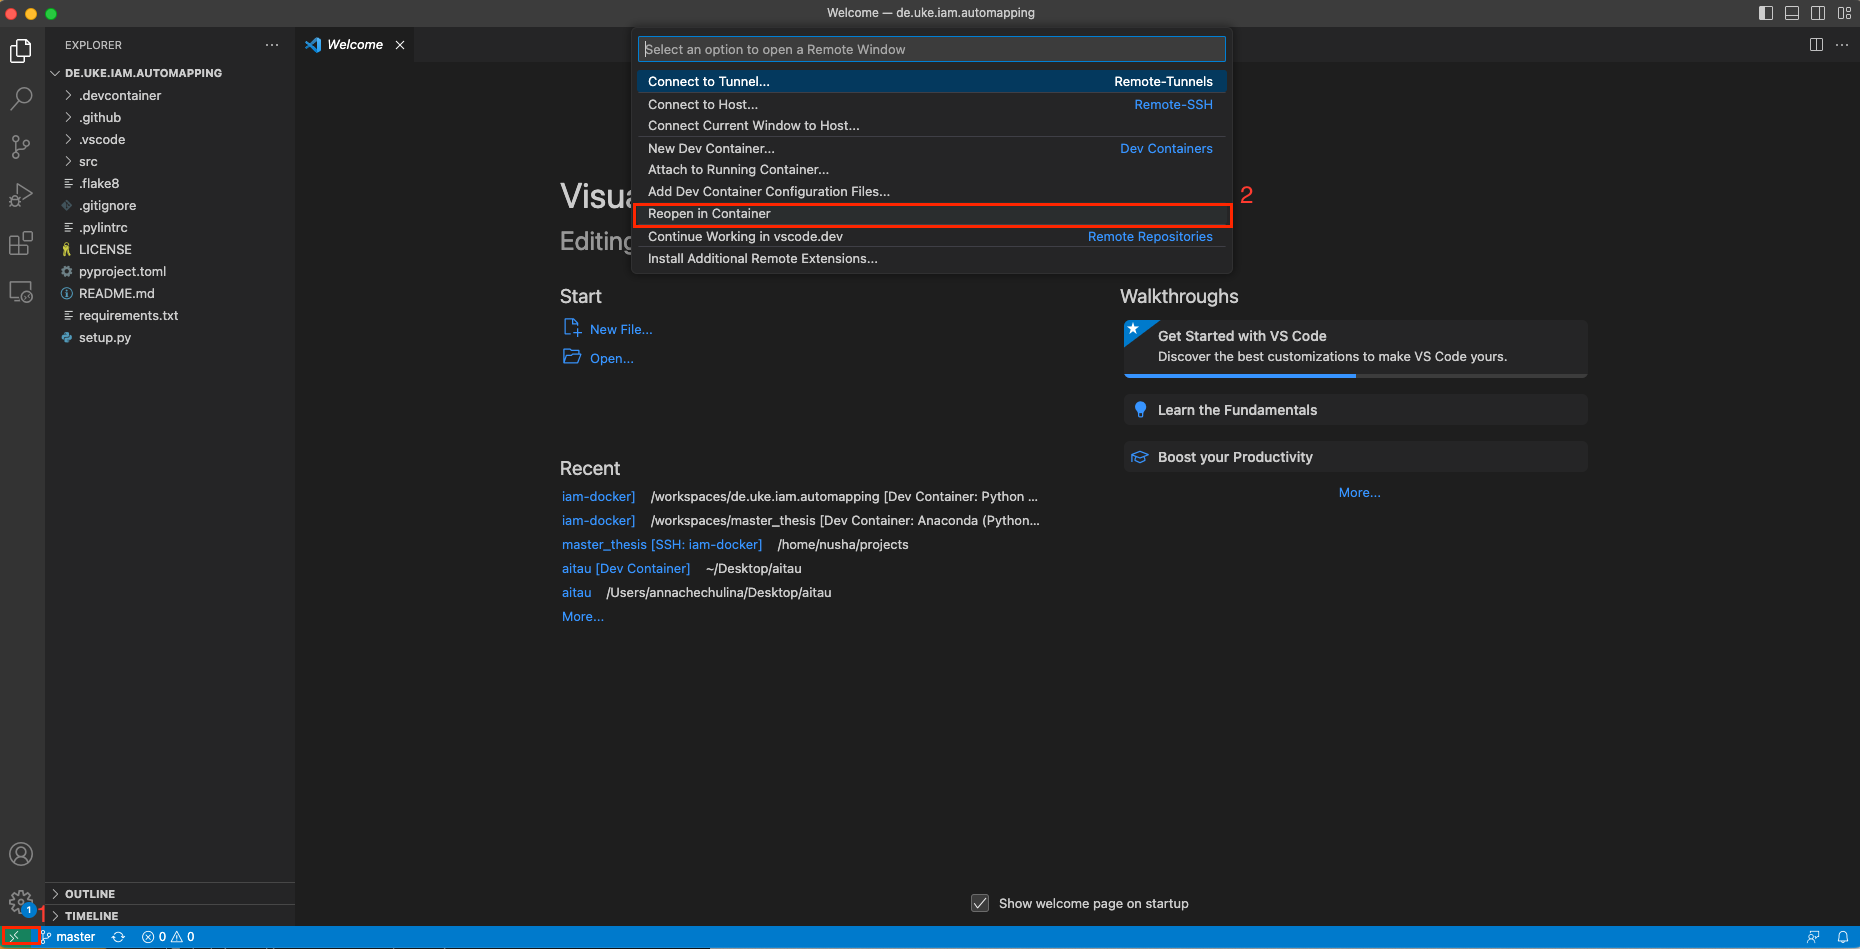 Welcome — de.uke.iam.automapping
EXPLORER
Welcome
Select an option to open a Remote Window
Connect to Tunnel... Remote-Tunnels
Connect to Host... Remote-SSH
Connect Current Window to Host...
New Dev Container... Dev Containers
Attach to Running Container...
Add Dev Container Configuration Files...
Reopen in Container
2
Continue Working in vscode.dev Remote Repositories
Install Additional Remote Extensions...
DE.UKE.IAM.AUTOMAPPING
.devcontainer
.github
.vscode
src
.flake8
.gitignore
.pylintrc
LICENSE
pyproject.toml
README.md
requirements.txt
setup.py
OUTLINE
TIMELINE
Visua
Editing
Start
New File...
Open...
Recent
iam-docker] /workspaces/de.uke.iam.automapping [Dev Container: Python ...
iam-docker] /workspaces/master_thesis [Dev Container: Anaconda (Python...
master_thesis [SSH: iam-docker] /home/nusha/projects
aitau [Dev Container] ~/Desktop/aitau
aitau /Users/annachechulina/Desktop/aitau
More...
Walkthroughs
Get Started with VS Code
Discover the best customizations to make VS Code yours.
Learn the Fundamentals
Boost your Productivity
More...
Show welcome page on startup
1
1
master 0 0